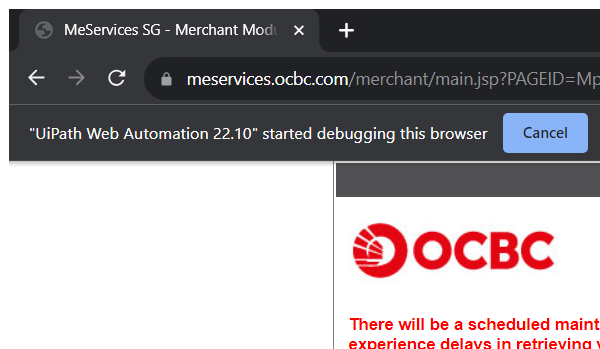 MeServices SG - Merchant Modu
meservices.ocbc.com/merchant/main.jsp?PAGEID=Mp
"UiPath Web Automation 22.10" started debugging this browser
Cancel
OCBC
There will be a scheduled maint
experience delays in retrieving y